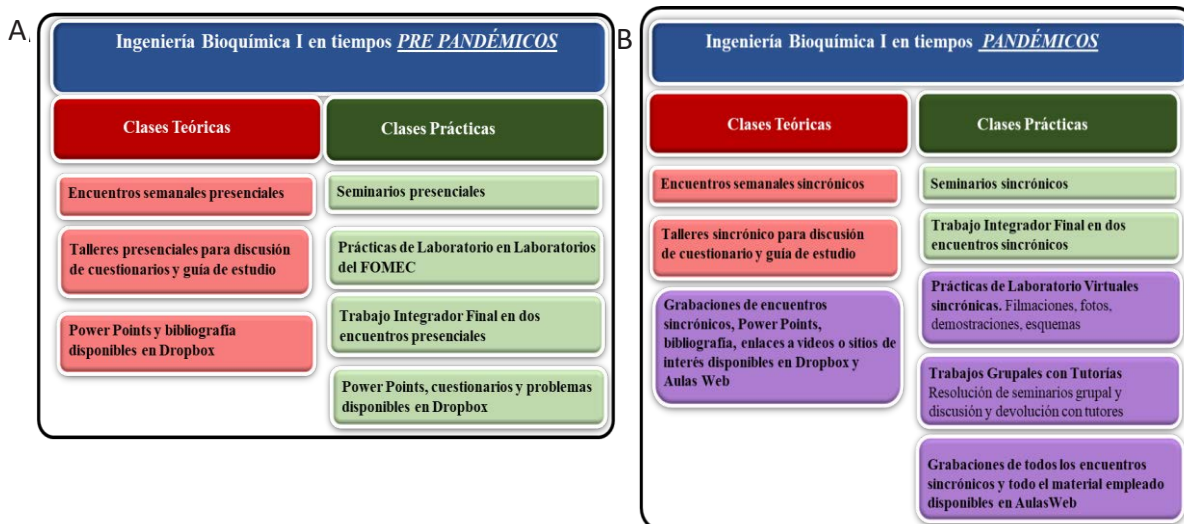 A
Ingeniería Bioquímica I en tiempos PRE PANDÉMICOS
Clases Teóricas
Encuentros semanales presenciales
Talleres presenciales para discusión
de cuestionarios y guía de estudio
Power Points y bibliografía
disponibles en Dropbox
Clases Prácticas
Seminarios presenciales
Prácticas de Laboratorio en Laboratorios
del FOMEC
Trabajo Integrador Final en dos
encuentros presenciales
Power Points, cuestionarios y problemas
disponibles en Dropbox
B
Ingeniería Bioquímica I en tiempos PANDÉMICOS
Clases Teóricas
Encuentros semanales sincrónicos
Talleres sincrónico para discusión
de cuestionario y guía de estudio
Grabaciones de encuentros
sincrónicos, Power Points,
bibliografía, enlaces a videos o sitios de
interés disponibles en Dropbox y
Aulas Web
Clases Prácticas
Seminarios sincrónicos
Trabajo Integrador Final en dos
encuentros sincrónicos
Prácticas de Laboratorio Virtuales
sincrónicas. Filmaciones, fotos,
demostraciones, esquemas
Trabajos Grupales con Tutorías
Resolución de seminarios grupal y
discusión y devolución con tutores
Grabaciones de todos los encuentros
sincrónicos y todo el material empleado
disponibles en AulasWeb